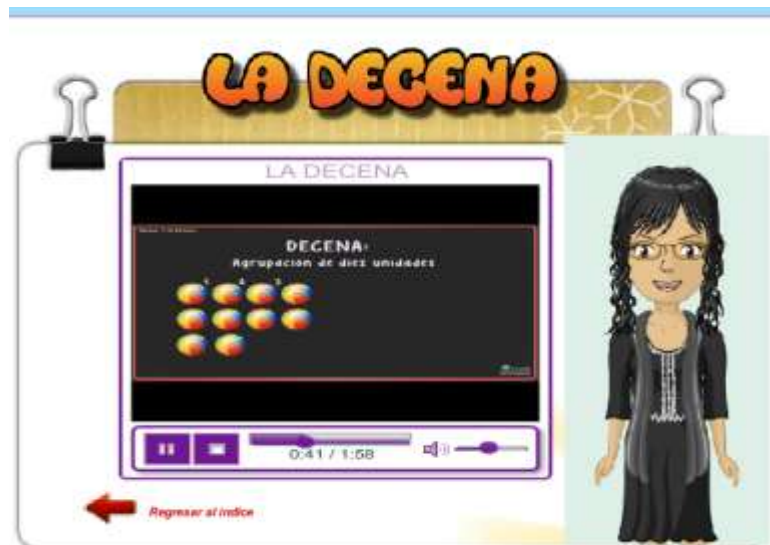 LA DECENA
LA DECENA
DECENA:
Agrupación de diez unidades
0:41 / 1:58
Regresar al índice